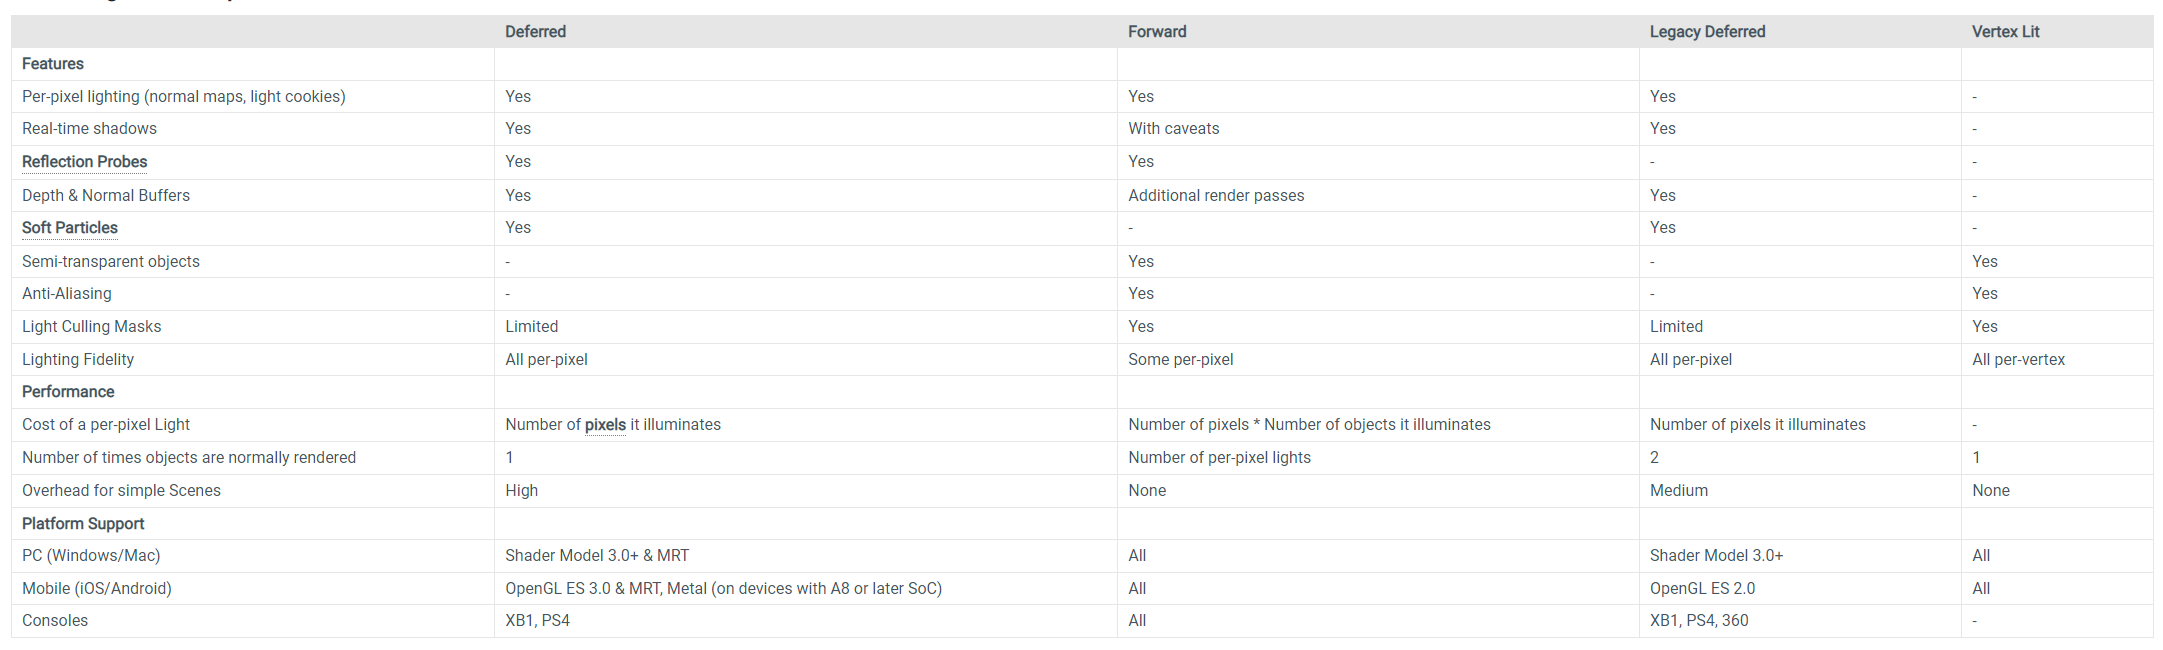 Deferred Forward Legacy Deferred Vertex Lit
Features
Per-pixel lighting (normal maps, light cookies) Yes Yes Yes -
Real-time shadows Yes With caveats Yes -
Reflection Probes Yes Yes - -
Depth & Normal Buffers Yes Additional render passes Yes -
Soft Particles Yes - Yes -
Semi-transparent objects - Yes - Yes
Anti-Aliasing - Yes - Yes
Light Culling Masks Limited Yes Limited Yes
Lighting Fidelity All per-pixel Some per-pixel All per-pixel All per-vertex
Performance
Cost of a per-pixel Light Number of pixels it illuminates Number of pixels * Number of objects it illuminates Number of pixels it illuminates -
Number of times objects are normally rendered 1 Number of per-pixel lights 2 1
Overhead for simple Scenes High None Medium None
Platform Support
PC (Windows/Mac) Shader Model 3.0+ & MRT All Shader Model 3.0+ All
Mobile (iOS/Android) OpenGL ES 3.0 & MRT, Metal (on devices with A8 or later SoC) All OpenGL ES 2.0 All
Consoles XB1, PS4 All XB1, PS4, 360 -